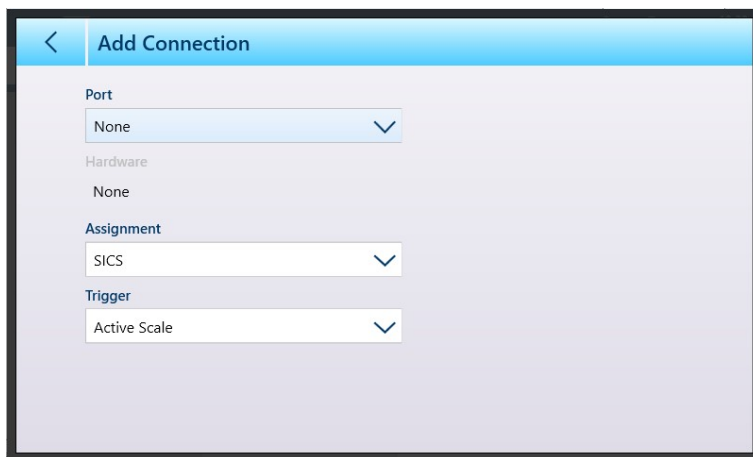 Add Connection
Port
None
Hardware
None
Assignment
SICS
Trigger
Active Scale